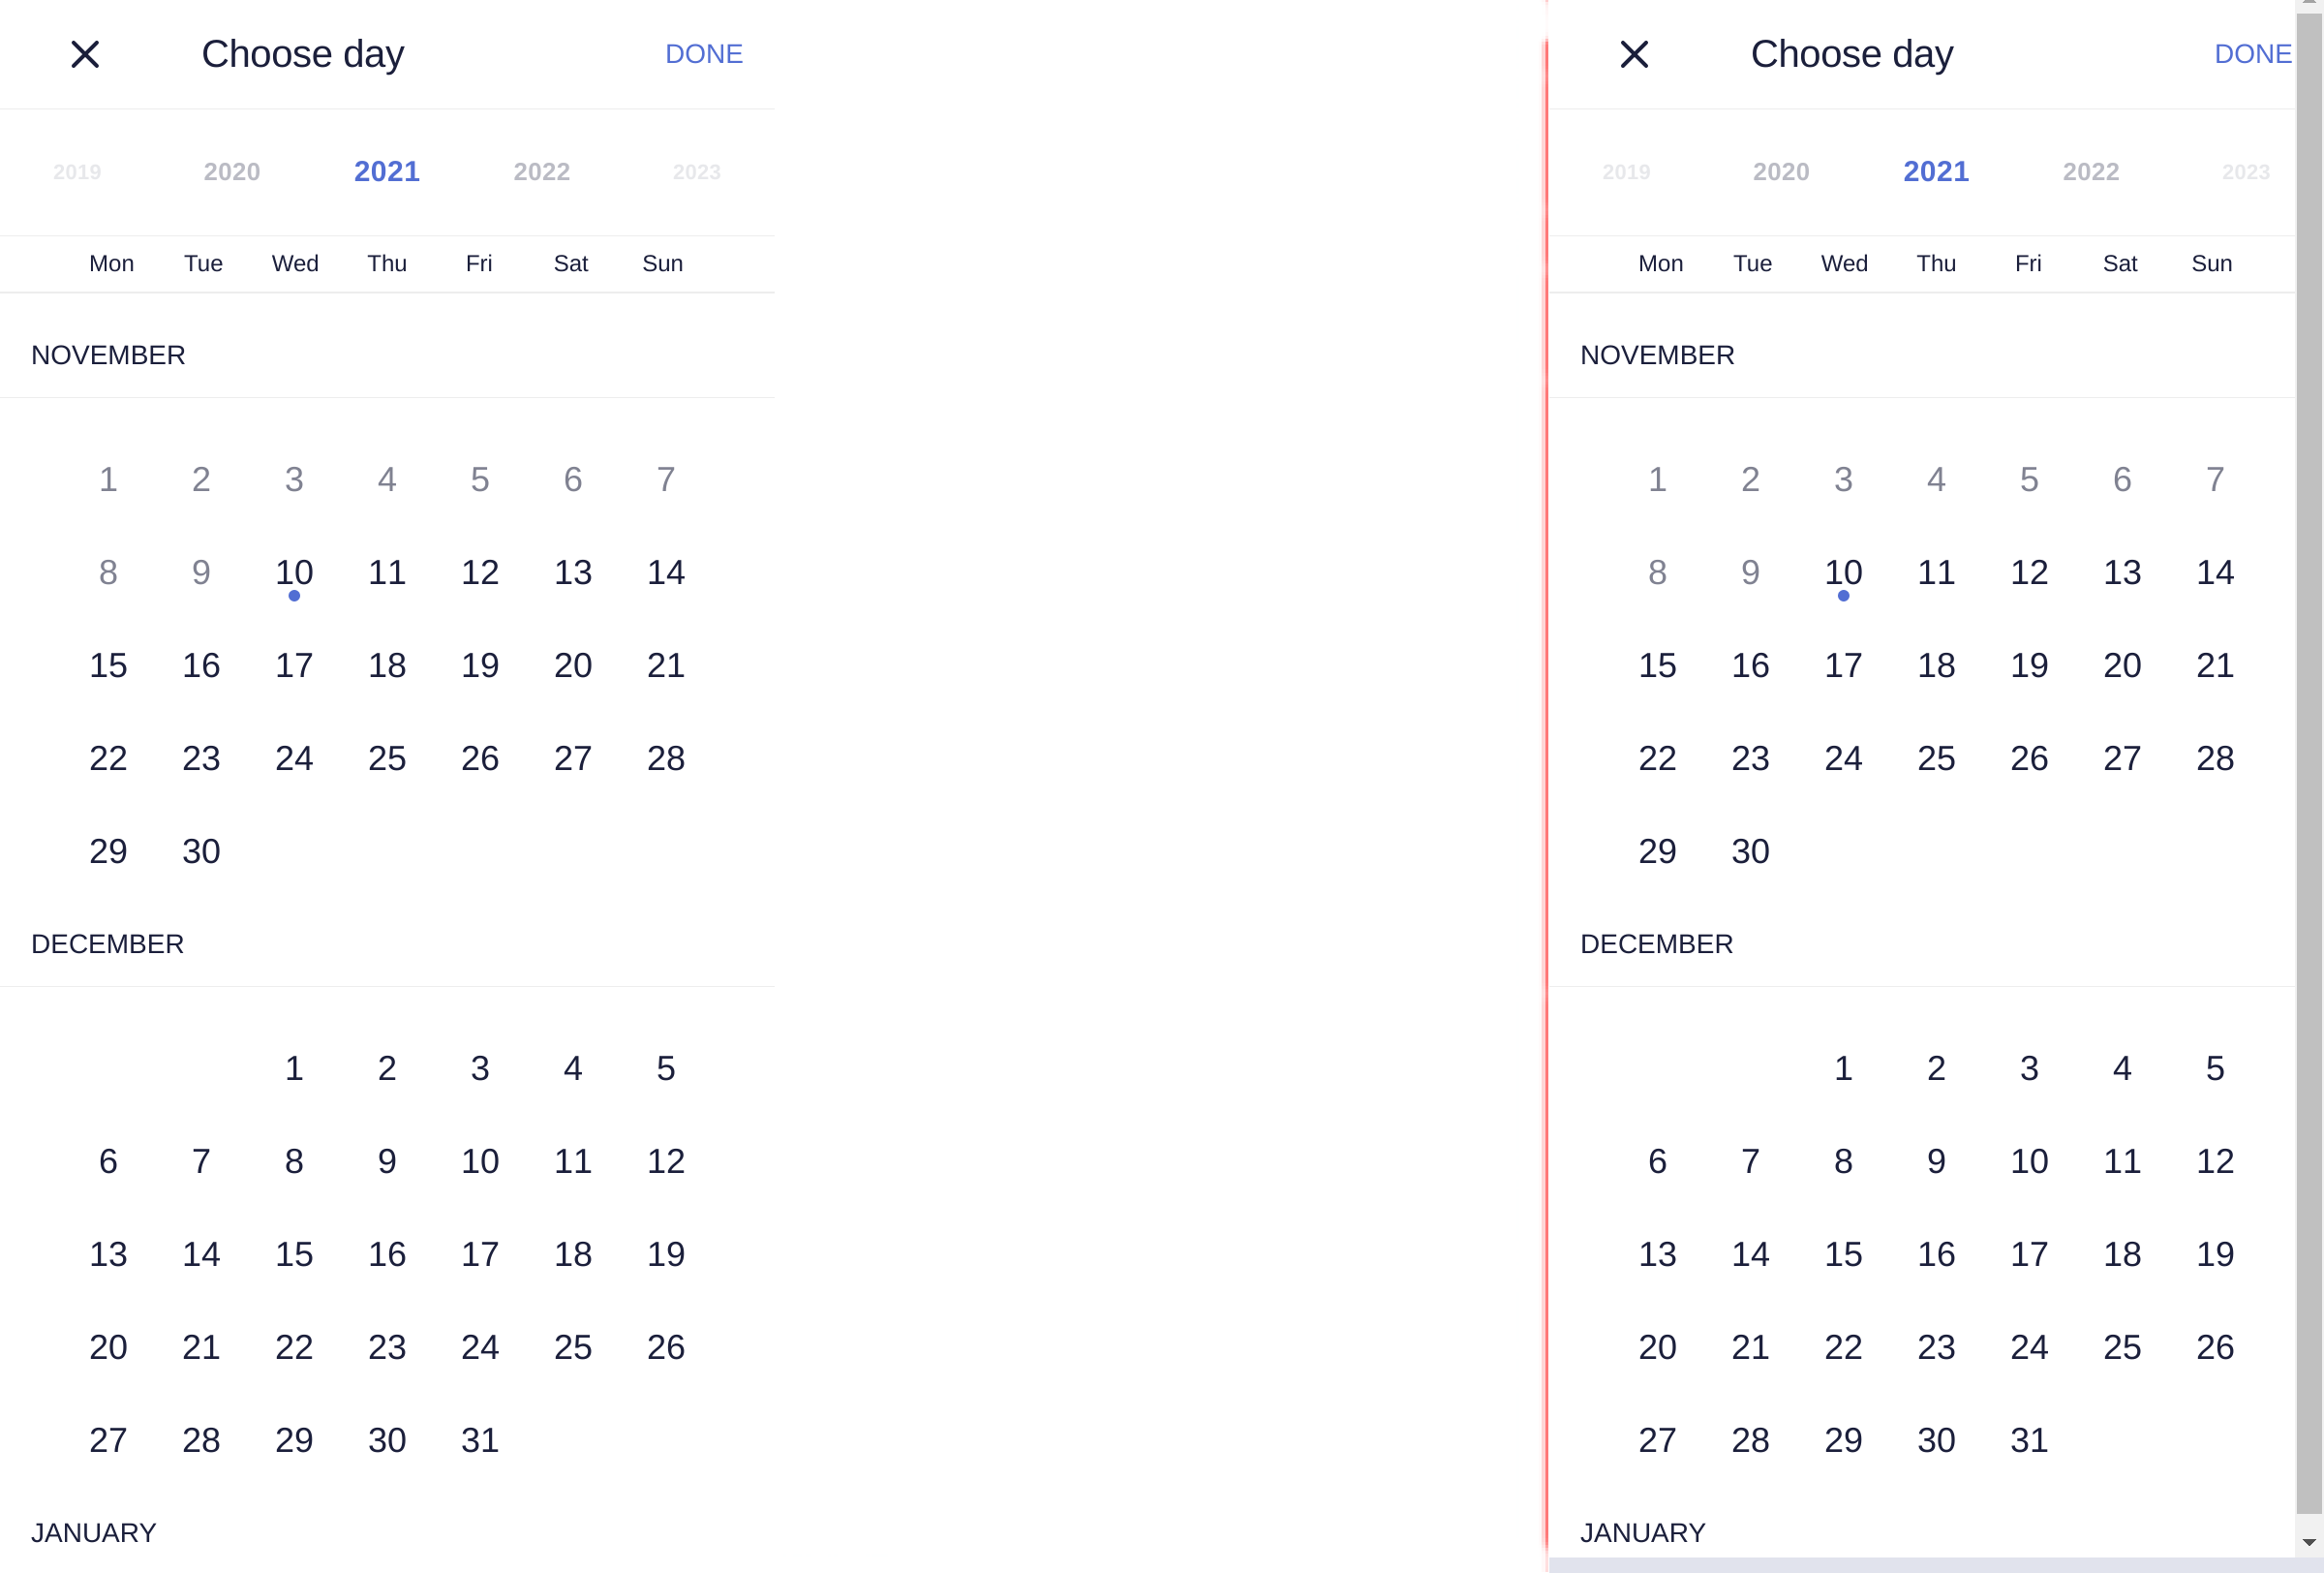 Choose day DONE
2019 2020 2021 2022 2023
Mon Tue Wed Thu Fri Sat Sun
NOVEMBER
1 2 3 4 5 6 7
8 9 10 11 12 13 14
15 16 17 18 19 20 21
22 23 24 25 26 27 28
29 30
DECEMBER
1 2 3 4 5
6 7 8 9 10 11 12
13 14 15 16 17 18 19
20 21 22 23 24 25 26
27 28 29 30 31
JANUARY
Choose day DONE
2019 2020 2021 2022 2023
Mon Tue Wed Thu Fri Sat Sun
NOVEMBER
1 2 3 4 5 6 7
8 9 10 11 12 13 14
15 16 17 18 19 20 21
22 23 24 25 26 27 28
29 30
DECEMBER
1 2 3 4 5
6 7 8 9 10 11 12
13 14 15 16 17 18 19
20 21 22 23 24 25 26
27 28 29 30 31
JANUARY